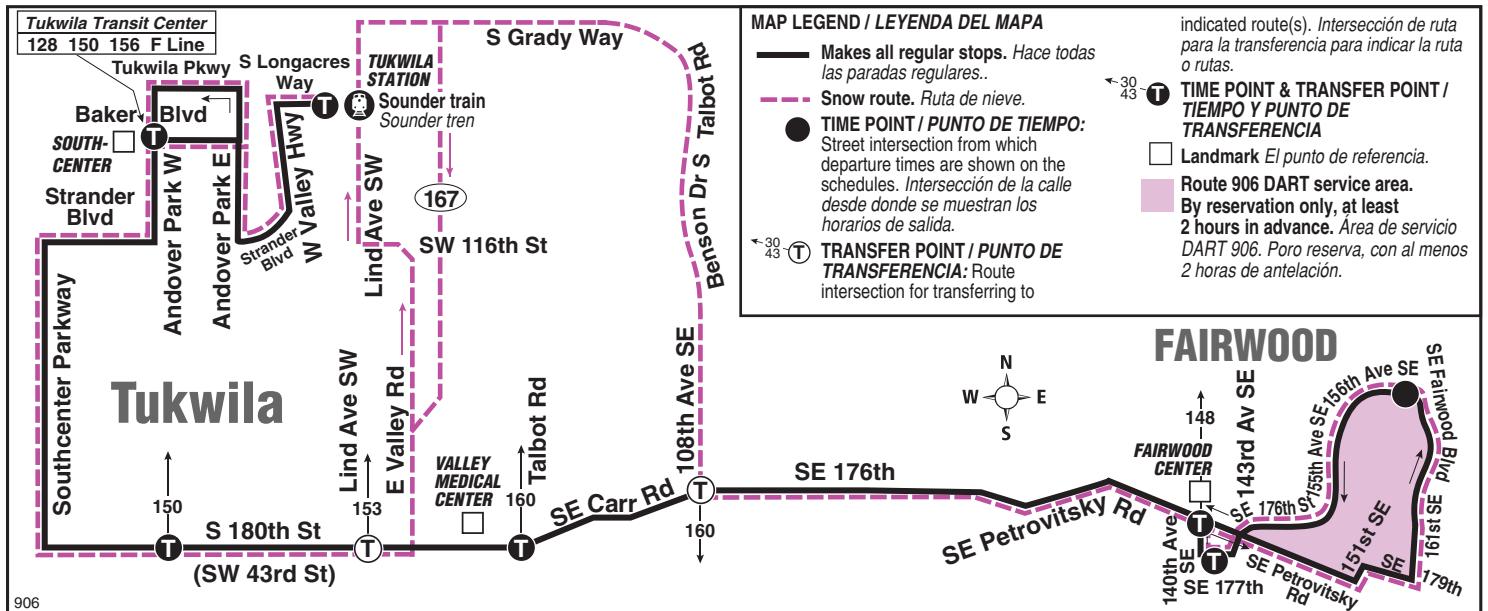 Tukwila Transit Center
128 150 156 F Line
Tukwila Pkwy
S Longacres
Way
TUKWILA
STATION
Sounder train
Sounder tren
S Grady Way
Baker Blvd
T
T
SOUTH-
CENTER
Strander
Blvd
Andover Park W
Andover Park E
Strander
Blvd
W Valley Hwy
Lind Ave SW
167
SW 116th St
Benson Dr S
Talbot Rd
Southcenter Parkway
Tukwila
150
T
S 180th St
(SW 43rd St)
Lind Ave SW
153
T
E Valley Rd
VALLEY
MEDICAL
CENTER
Talbot Rd
160
T
SE Carr Rd
108th Ave SE
T
160
SE 176th
SE Petrovitsky Rd
N
W
E
S
FAIRWOOD
148
FAIRWOOD
CENTER
T
T
140th Ave
SE
SE 177th
SE 143rd Av SE
176th St
155th Ave SE
156th Ave SE
SE Fairwood Blvd
161st SE
151st SE
SE 179th
SE Petrovitsky
Rd
906
MAP LEGEND / LEYENDA DEL MAPA
Makes all regular stops. Hace todas
las paradas regulares..
Snow route. Ruta de nieve.
TIME POINT / PUNTO DE TIEMPO:
Street intersection from which
departure times are shown on the
schedules. Intersección de la calle
desde donde se muestran los
horarios de salida.
30
43
T
TRANSFER POINT / PUNTO DE
TRANSFERENCIA: Route
intersection for transferring to
indicated route(s). Intersección de ruta
para la transferencia para indicar la ruta
o rutas.
30
43
T
TIME POINT & TRANSFER POINT /
TIEMPO Y PUNTO DE
TRANSFERENCIA
Landmark El punto de referencia.
Route 906 DART service area.
By reservation only, at least
2 hours in advance. Área de servicio
DART 906. Poro reserva, con al menos
2 horas de antelación.